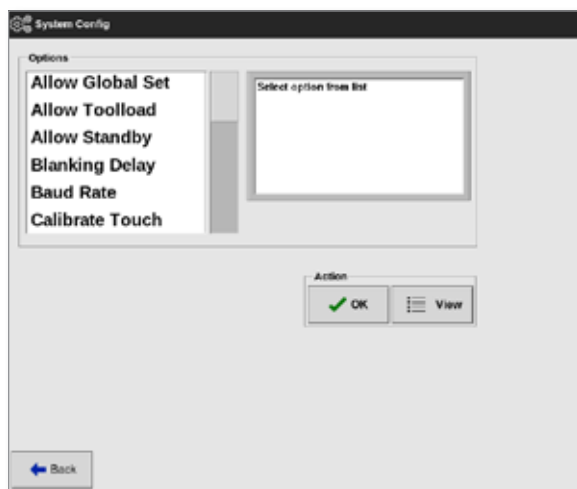 System Config
Options
Allow Global Set
Allow Toolload
Allow Standby
Blanking Delay
Baud Rate
Calibrate Touch
Select option from list
Action
OK
View
Back